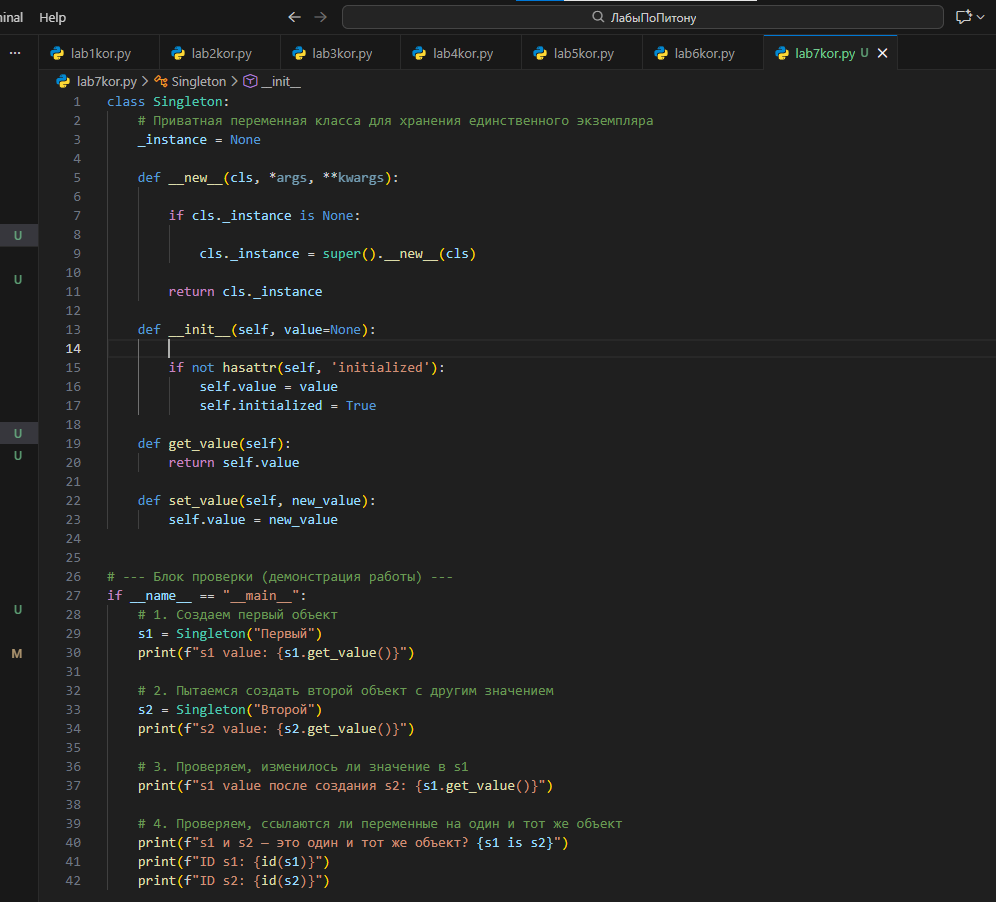 inal Help
ЛабыПоПитону
... lab1kor.py lab2kor.py lab3kor.py lab4kor.py lab5kor.py lab6kor.py lab7kor.py U
lab7kor.py > Singleton > __init__
1 class Singleton:
2 # Приватная переменная класса для хранения единственного экземпляра
3 _instance = None
4
5 def __new__(cls, *args, **kwargs):
6
7 if cls._instance is None:
U 8
9 cls._instance = super().__new__(cls)
10
U 11 return cls._instance
12
13 def __init__(self, value=None):
14
15 if not hasattr(self, 'initialized'):
16 self.value = value
17 self.initialized = True
18
U 19 def get_value(self):
U 20 return self.value
21
22 def set_value(self, new_value):
23 self.value = new_value
24
25
26 # --- Блок проверки (демонстрация работы) ---
27 if __name__ == "__main__":
U 28 # 1. Создаем первый объект
29 s1 = Singleton("Первый")
M 30 print(f"s1 value: {s1.get_value()}")
31
32 # 2. Пытаемся создать второй объект с другим значением
33 s2 = Singleton("Второй")
34 print(f"s2 value: {s2.get_value()}")
35
36 # 3. Проверяем, изменилось ли значение в s1
37 print(f"s1 value после создания s2: {s1.get_value()}")
38
39 # 4. Проверяем, ссылаются ли переменные на один и тот же объект
40 print(f"s1 и s2 — это один и тот же объект? {s1 is s2}")
41 print(f"ID s1: {id(s1)}")
42 print(f"ID s2: {id(s2)}")